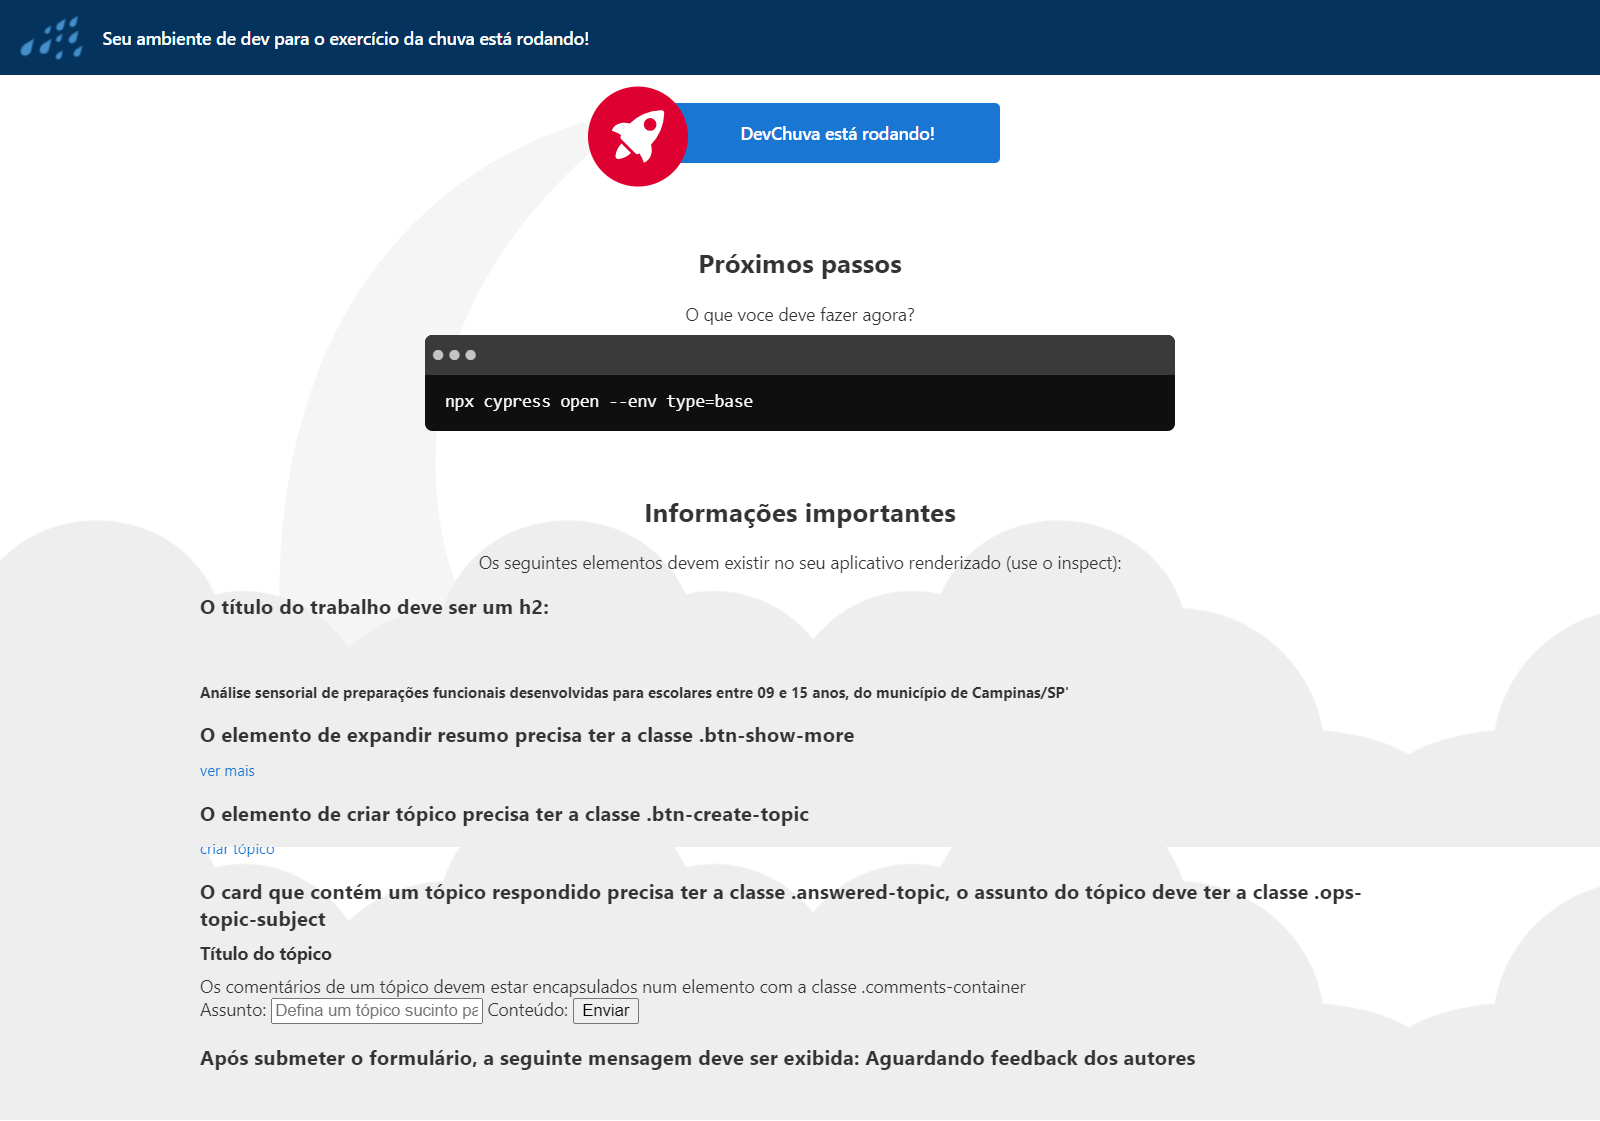 Seu ambiente de dev para o exercício da chuva está rodando!
DevChuva está rodando!
Próximos passos
O que voce deve fazer agora?
npx cypress open --env type=base
Informações importantes
Os seguintes elementos devem existir no seu aplicativo renderizado (use o inspect):
O título do trabalho deve ser um h2:
Análise sensorial de preparações funcionais desenvolvidas para escolares entre 09 e 15 anos, do município de Campinas/SP'
O elemento de expandir resumo precisa ter a classe .btn-show-more
ver mais
O elemento de criar tópico precisa ter a classe .btn-create-topic
criar tópico
O card que contém um tópico respondido precisa ter a classe .answered-topic, o assunto do tópico deve ter a classe .ops-
topic-subject
Título do tópico
Os comentários de um tópico devem estar encapsulados num elemento com a classe .comments-container
Assunto: Defina um tópico sucinto pa Conteúdo: Enviar
Após submeter o formulário, a seguinte mensagem deve ser exibida: Aguardando feedback dos autores